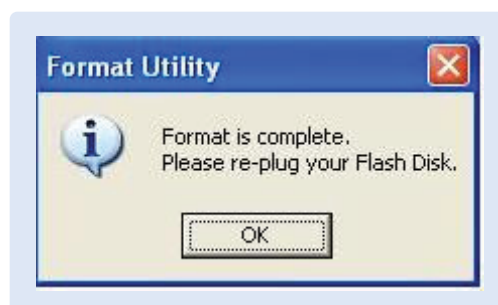 Format Utility
Format is complete.
Please re-plug your Flash Disk.
OK